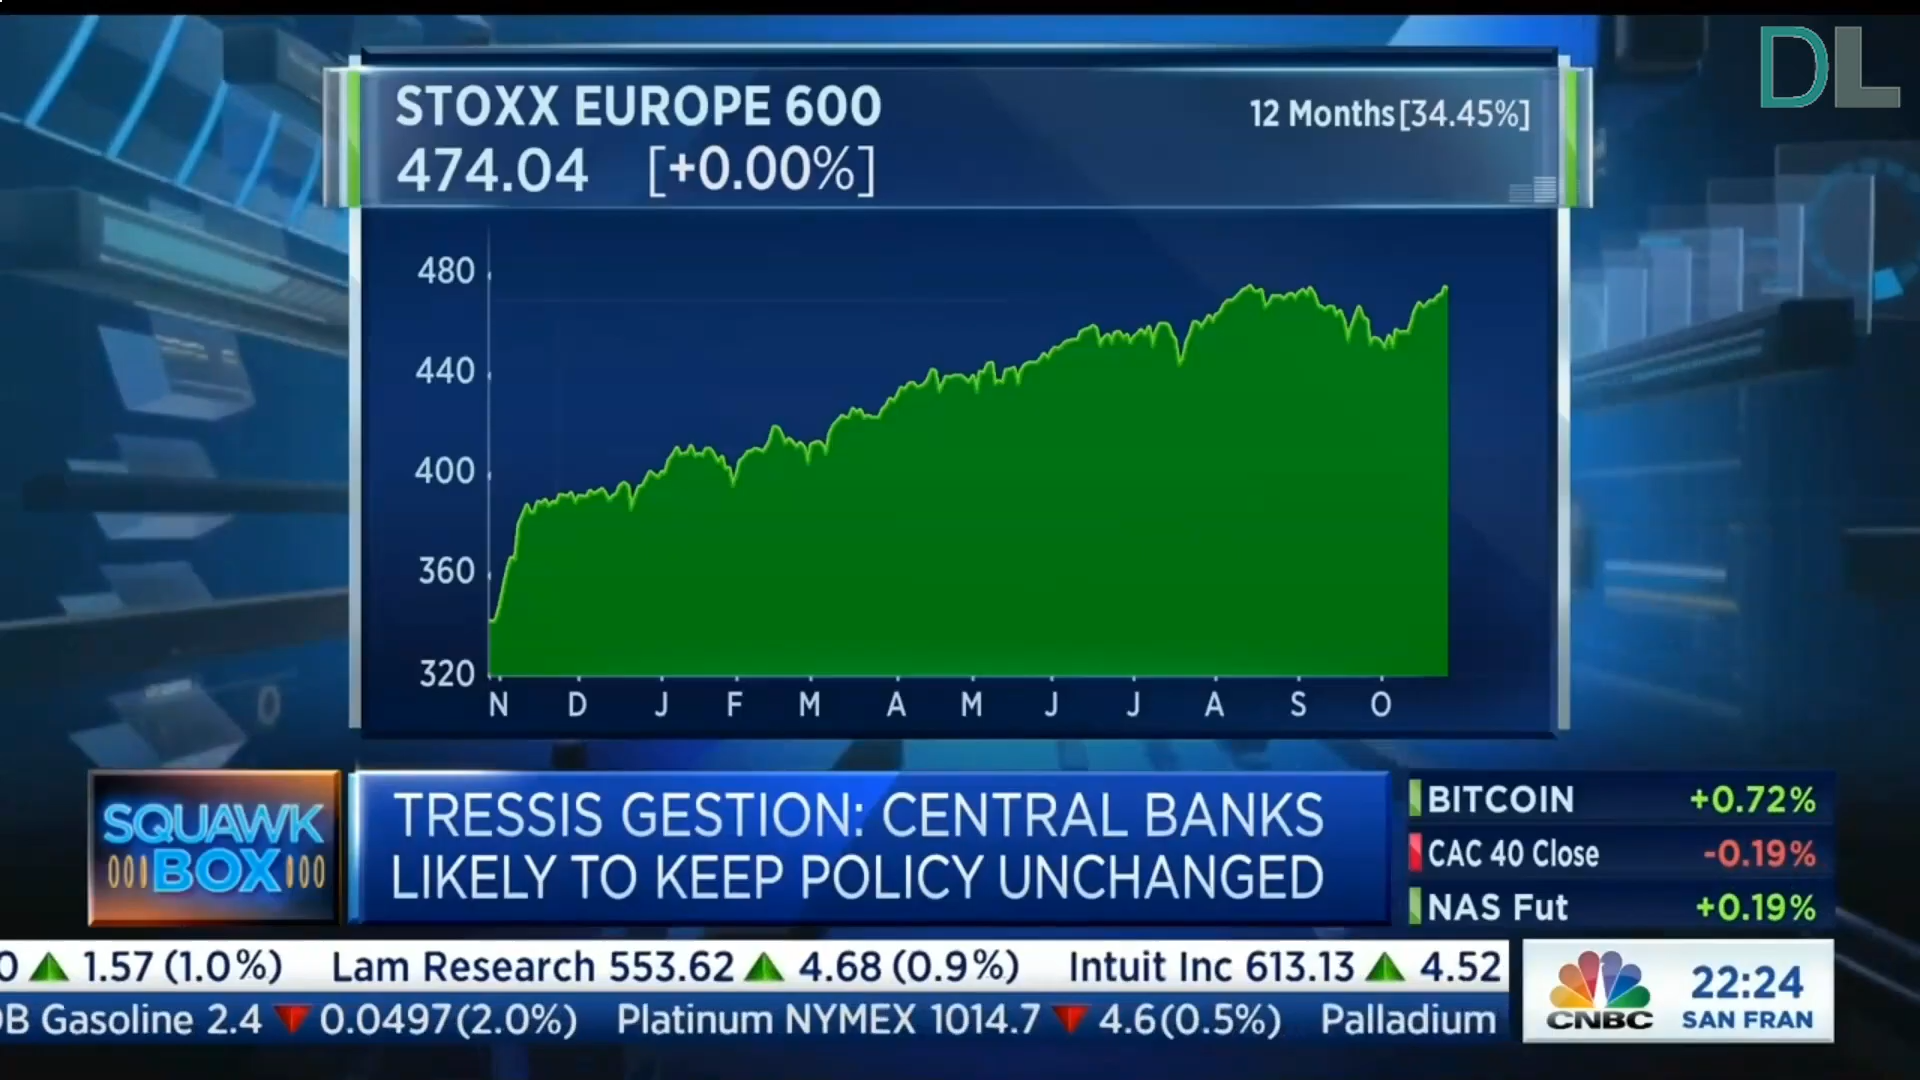 DL
STOXX EUROPE 600
12 Months [34.45%]
474.04 [+0.00%]
480
440
400
360
320
N D J F M A M J J A S O
SQUAWK
BOX
TRESSIS GESTION: CENTRAL BANKS
LIKELY TO KEEP POLICY UNCHANGED
BITCOIN +0.72%
CAC 40 Close -0.19%
NAS Fut +0.19%
0 ▲ 1.57 (1.0%) Lam Research 553.62 ▲ 4.68 (0.9%) Intuit Inc 613.13 ▲ 4.52
B Gasoline 2.4 ▼ 0.0497(2.0%) Platinum NYMEX 1014.7 ▼ 4.6(0.5%) Palladium
CNBC
22:24
SAN FRAN